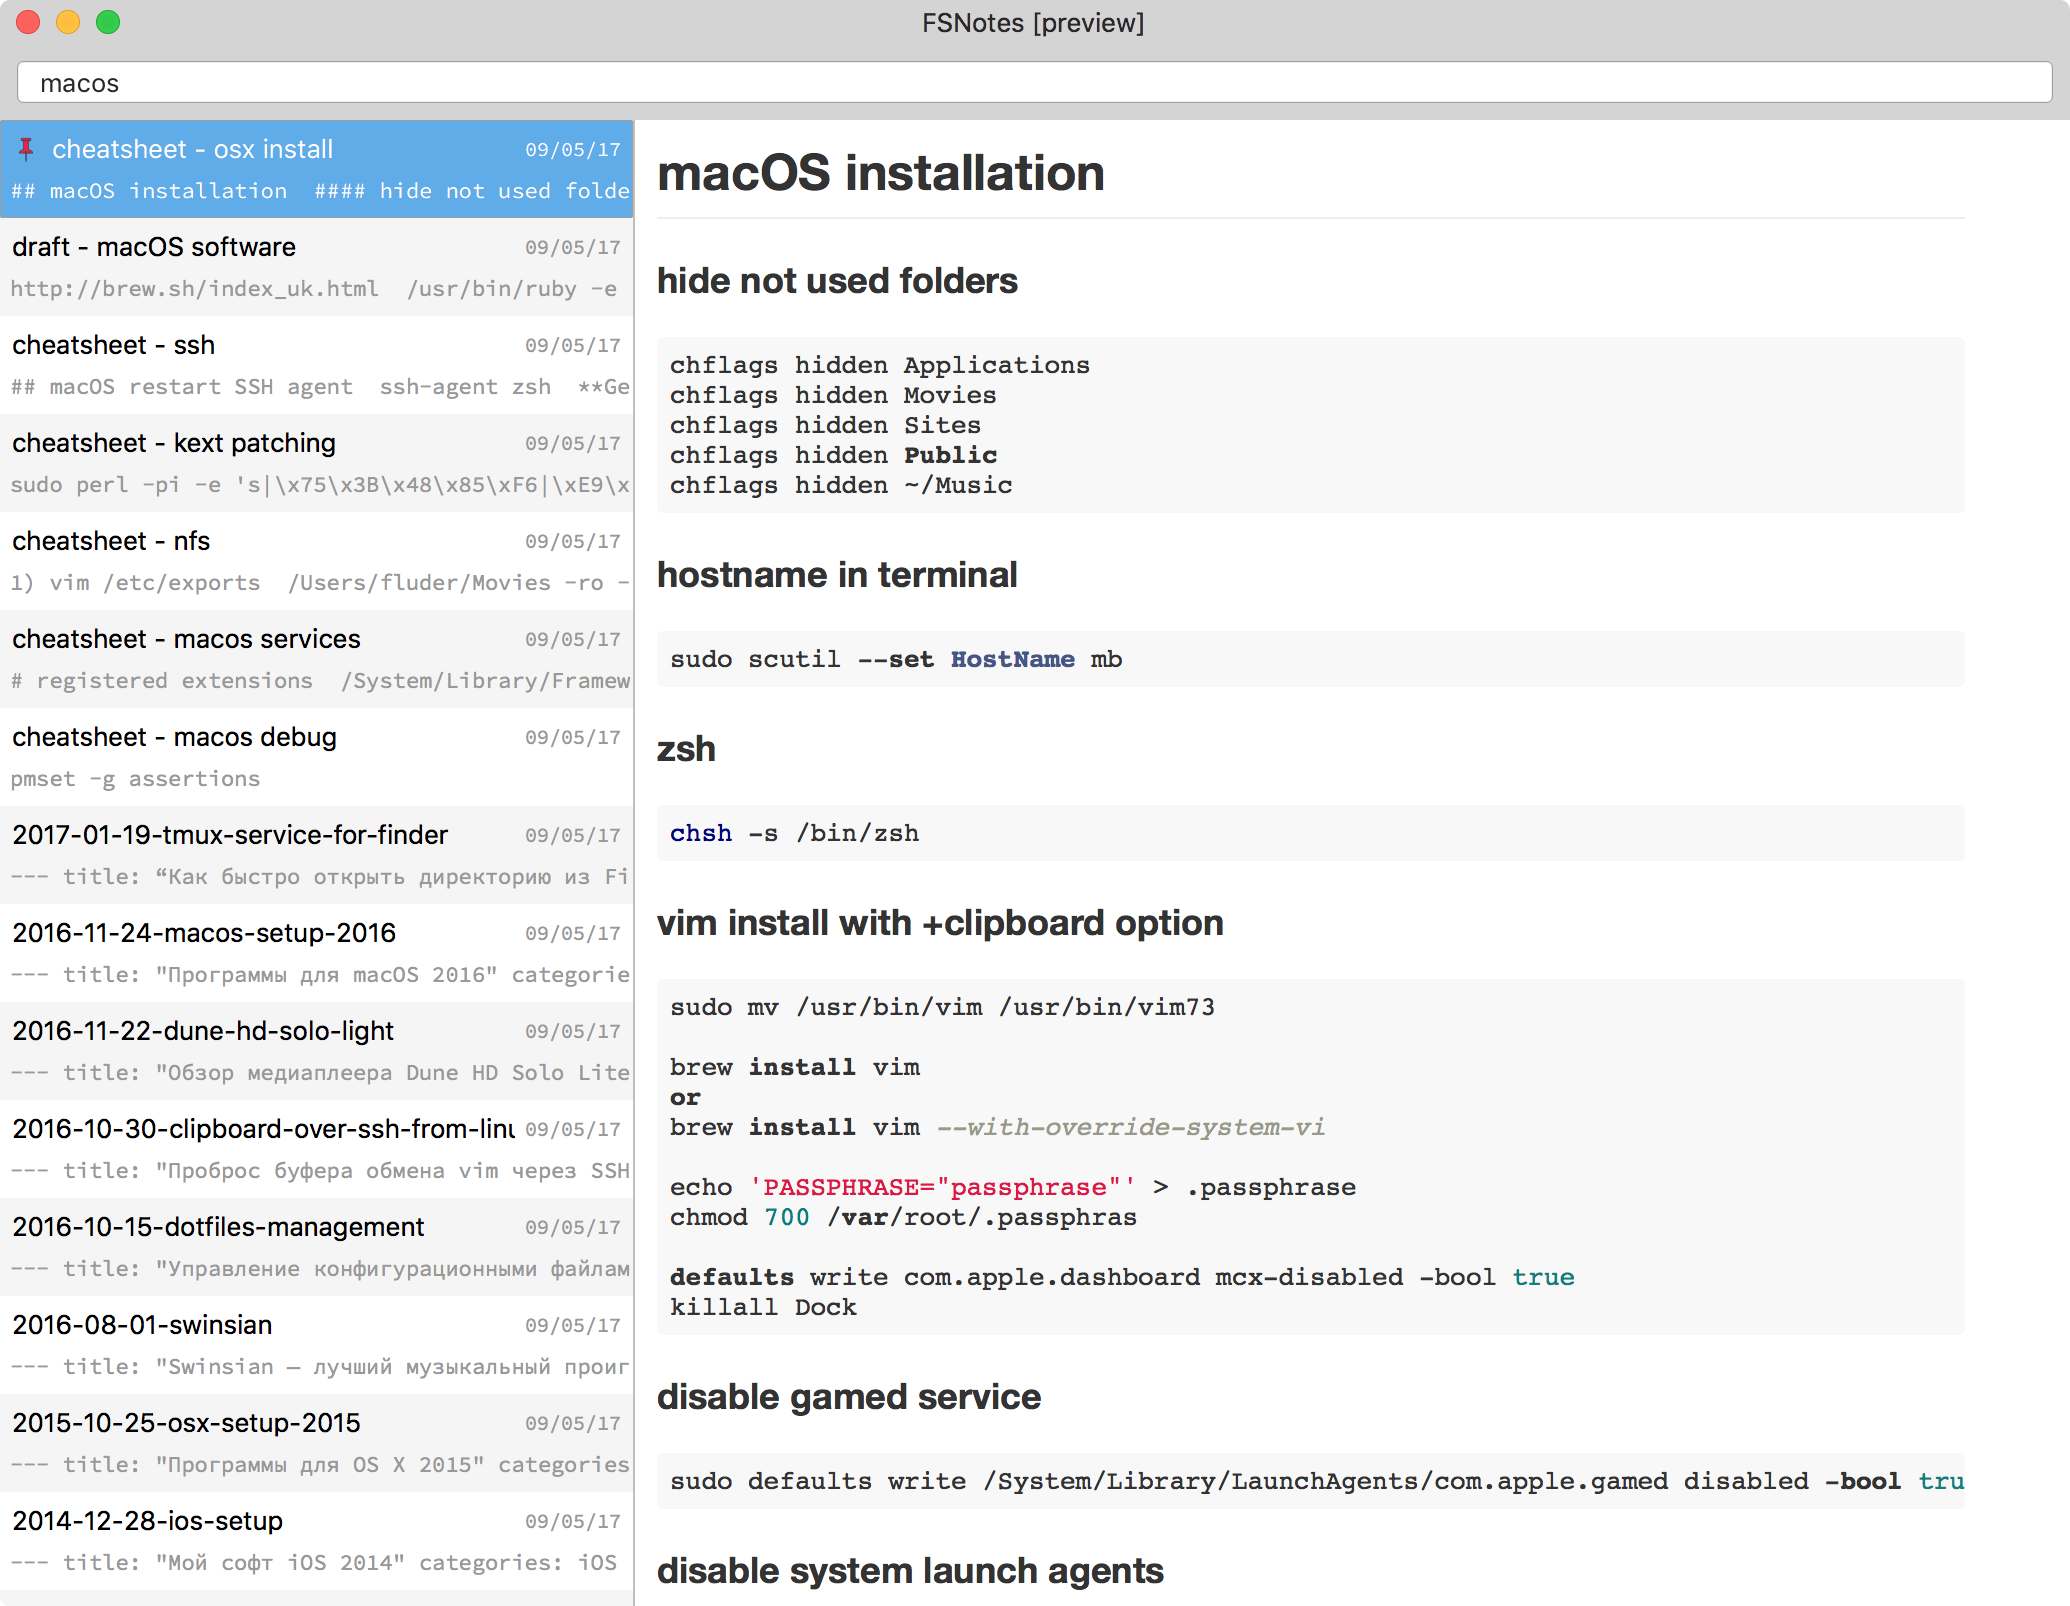 FSNotes [preview]
macos
cheatsheet - osx install 09/05/17
## macOS installation #### hide not used folde
draft - macOS software 09/05/17
http://brew.sh/index_uk.html /usr/bin/ruby -e
cheatsheet - ssh 09/05/17
## macOS restart SSH agent ssh-agent zsh **Ge
cheatsheet - kext patching 09/05/17
sudo perl -pi -e 's|\x75\x3B\x48\x85\xF6|\xE9\x
cheatsheet - nfs 09/05/17
1) vim /etc/exports /Users/fluder/Movies -ro -
cheatsheet - macos services 09/05/17
# registered extensions /System/Library/Framew
cheatsheet - macos debug 09/05/17
pmset -g assertions
2017-01-19-tmux-service-for-finder 09/05/17
--- title: “Как быстро открыть директорию из Fi
2016-11-24-macos-setup-2016 09/05/17
--- title: "Программы для macOS 2016" categorie
2016-11-22-dune-hd-solo-light 09/05/17
--- title: "Обзор медиаплеера Dune HD Solo Lite
2016-10-30-clipboard-over-ssh-from-linu 09/05/17
--- title: "Проброс буфера обмена vim через SSH
2016-10-15-dotfiles-management 09/05/17
--- title: "Управление конфигурационными файлам
2016-08-01-swinsian 09/05/17
--- title: "Swinsian — лучший музыкальный проиг
2015-10-25-osx-setup-2015 09/05/17
--- title: "Программы для OS X 2015" categories
2014-12-28-ios-setup 09/05/17
--- title: "Мой софт iOS 2014" categories: iOS
macOS installation
hide not used folders
chflags hidden Applications
chflags hidden Movies
chflags hidden Sites
chflags hidden Public
chflags hidden ~/Music
hostname in terminal
sudo scutil --set HostName mb
zsh
chsh -s /bin/zsh
vim install with +clipboard option
sudo mv /usr/bin/vim /usr/bin/vim73
brew install vim
or
brew install vim --with-override-system-vi
echo 'PASSPHRASE="passphrase"' > .passphrase
chmod 700 /var/root/.passphras
defaults write com.apple.dashboard mcx-disabled -bool true
killall Dock
disable gamed service
sudo defaults write /System/Library/LaunchAgents/com.apple.gamed disabled -bool tru
disable system launch agents